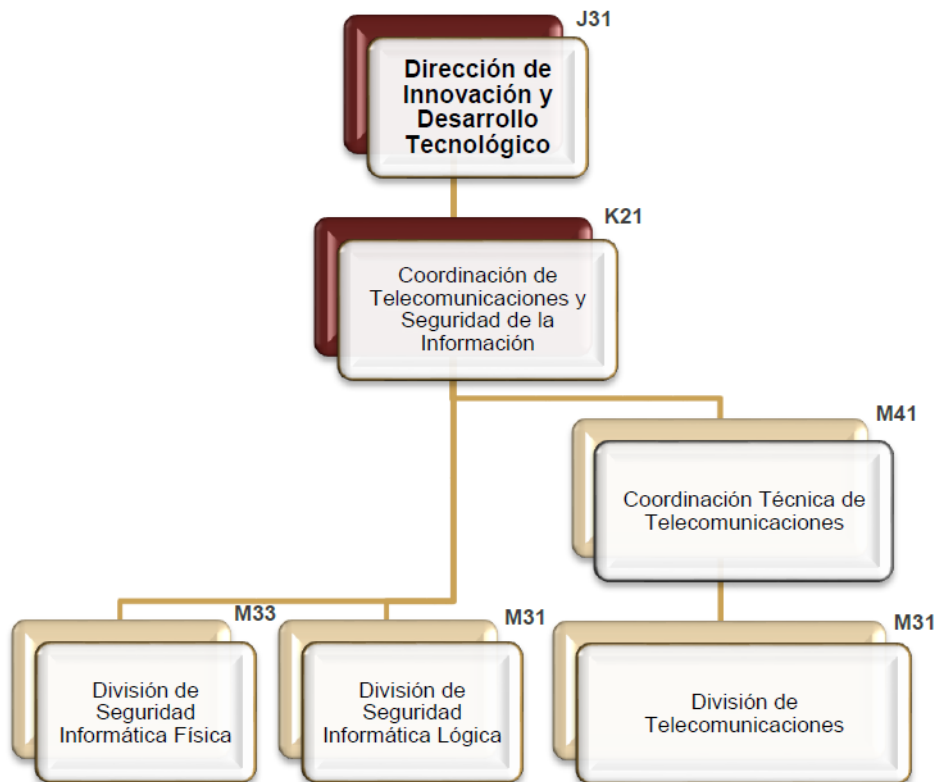 J31
Dirección de
Innovación y
Desarrollo
Tecnológico
K21
Coordinación de
Telecomunicaciones y
Seguridad de la
Información
M41
Coordinación Técnica de
Telecomunicaciones
M33
División de
Seguridad
Informática Física
M31
División de
Seguridad
Informática Lógica
M31
División de
Telecomunicaciones